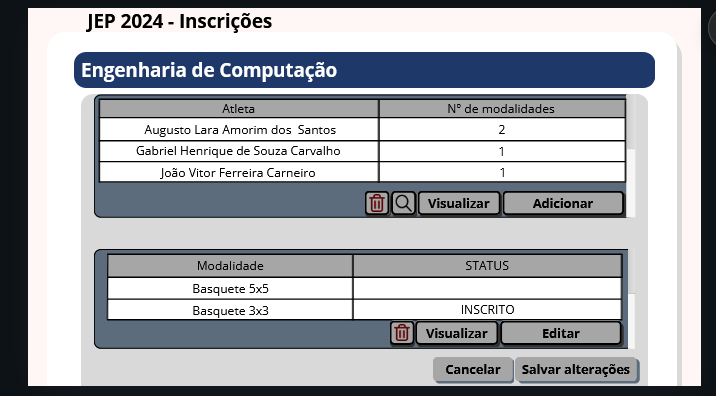 JEP 2024 - Inscrições
Engenharia de Computação
Atleta N° de modalidades
Augusto Lara Amorim dos Santos 2
Gabriel Henrique de Souza Carvalho 1
João Vitor Ferreira Carneiro 1
Visualizar Adicionar
Modalidade STATUS
Basquete 5x5
Basquete 3x3 INSCRITO
Visualizar Editar
Cancelar Salvar alterações